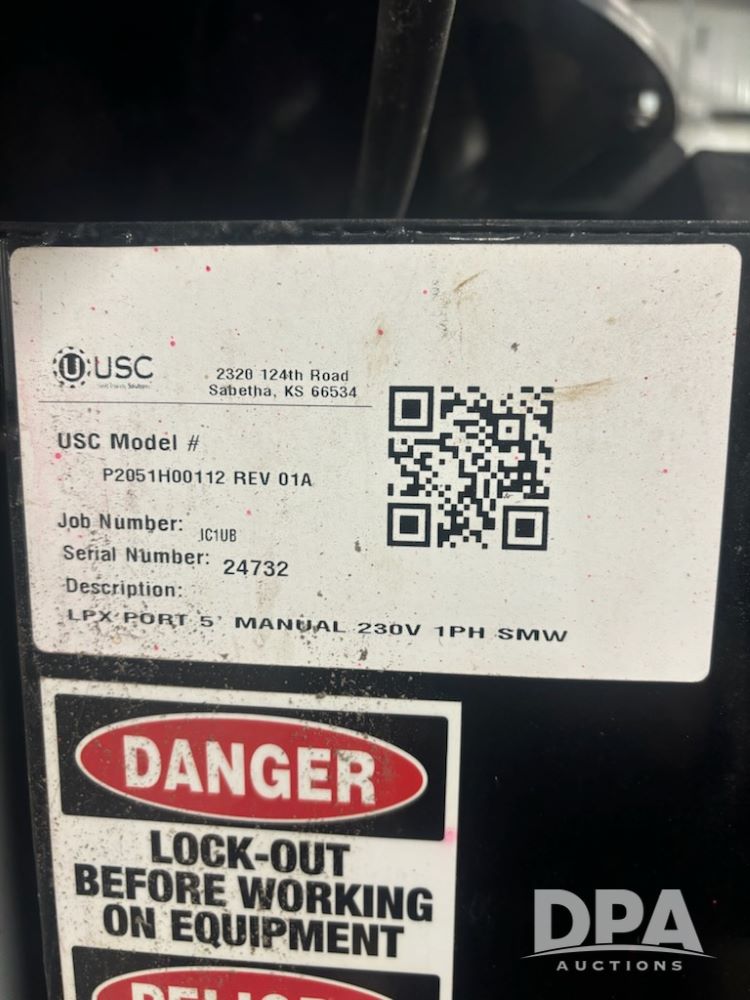 USC
2320 124th Road
Sabetha, KS 66534
USC Model #
P2051H00112 REV 01A
Job Number: JC1UB
Serial Number: 24732
Description:
LPX PORT 5' MANUAL 230V 1PH SMW
DANGER
LOCK-OUT
BEFORE WORKING
ON EQUIPMENT
DPA
AUCTIONS